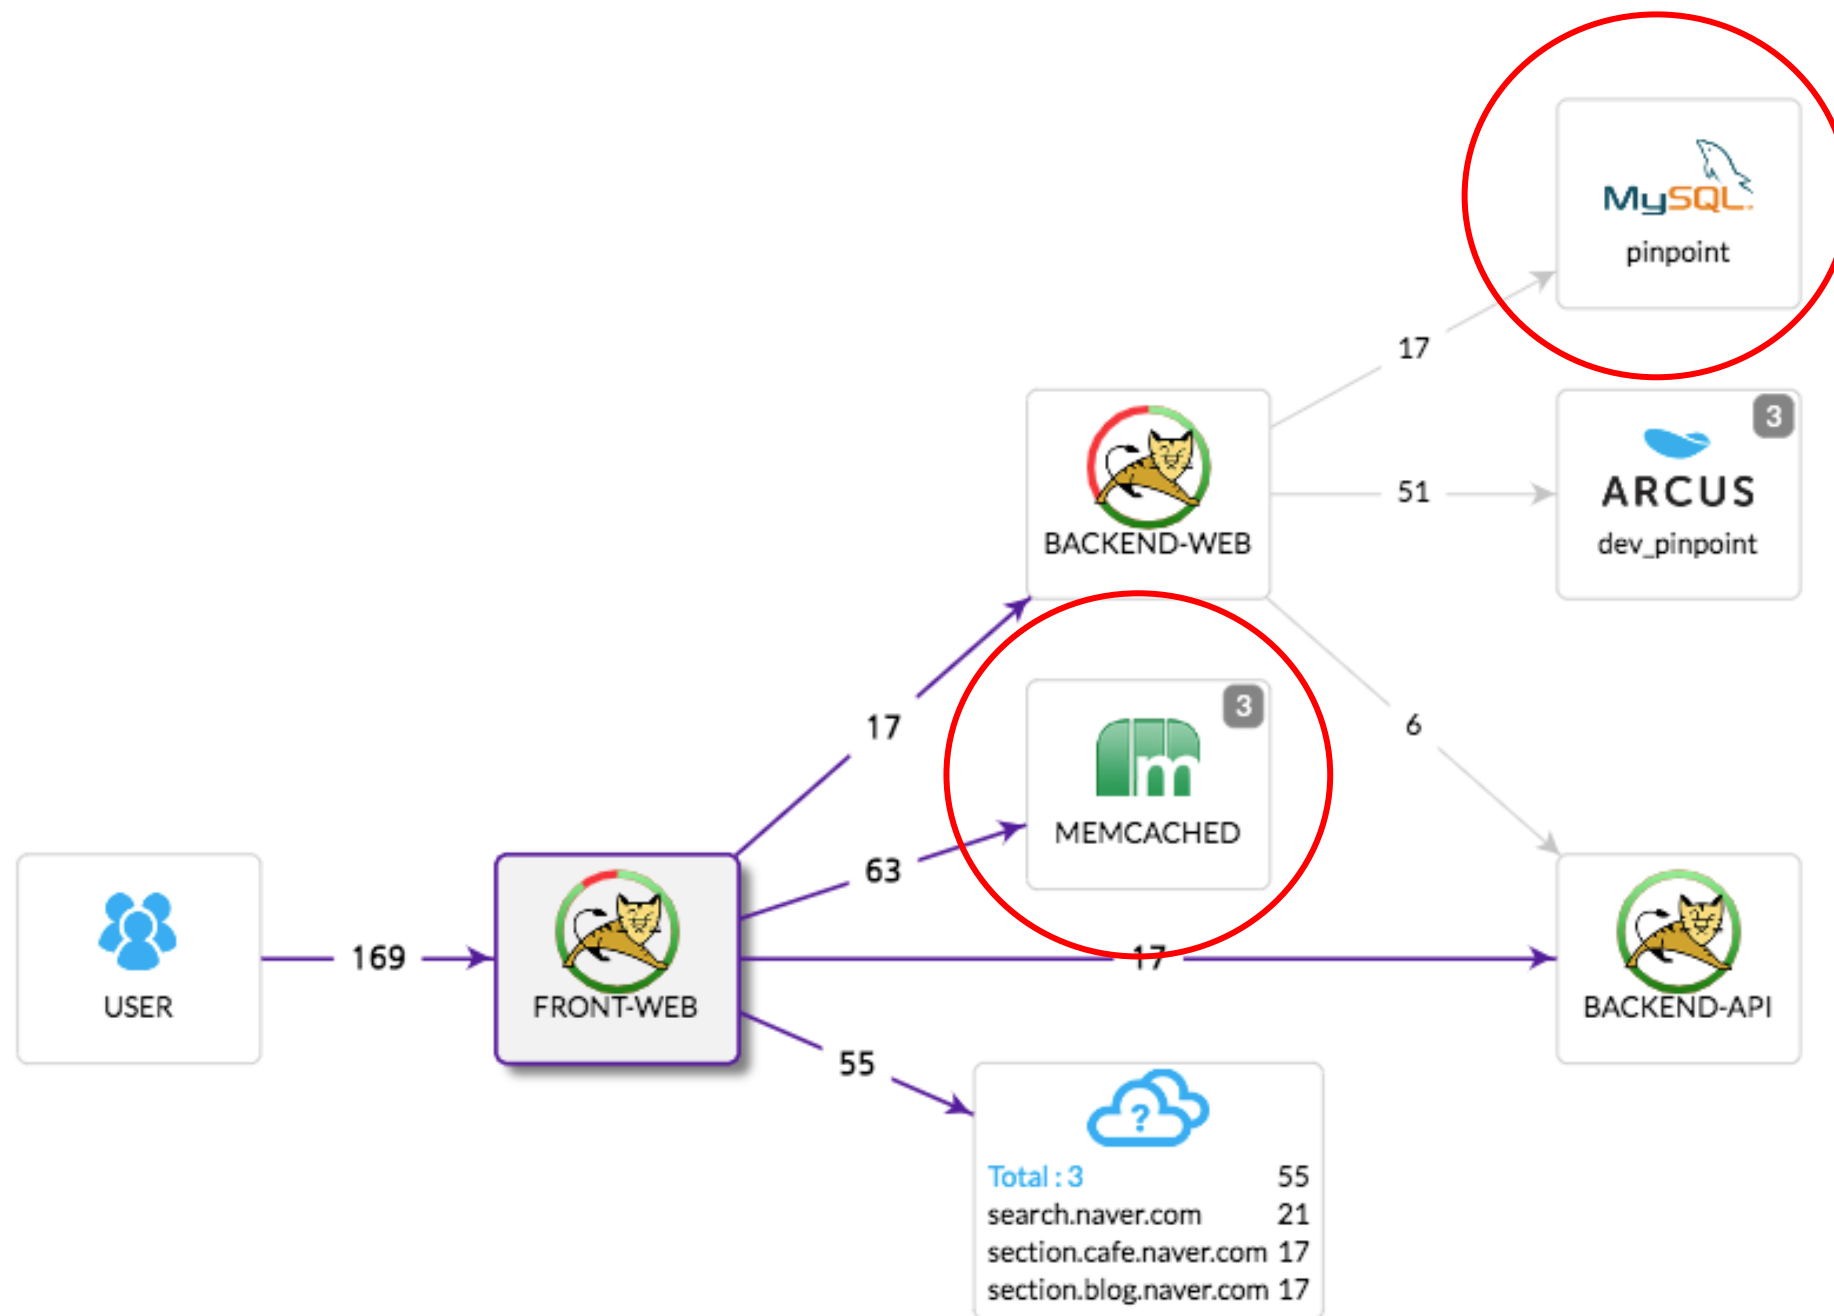 MySQL
pinpoint
17
3
ARCUS
dev_pinpoint
51
BACKEND-WEB
3
MEMCACHED
17
6
63
USER
169
FRONT-WEB
17
BACKEND-API
55
?
Total : 3 55
search.naver.com 21
section.cafe.naver.com 17
section.blog.naver.com 17